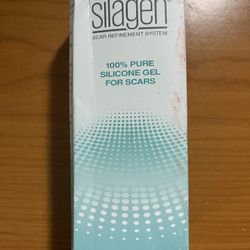 silagen
SCAR REFINEMENT SYSTEM
100% PURE
SILICONE GEL
FOR SCARS